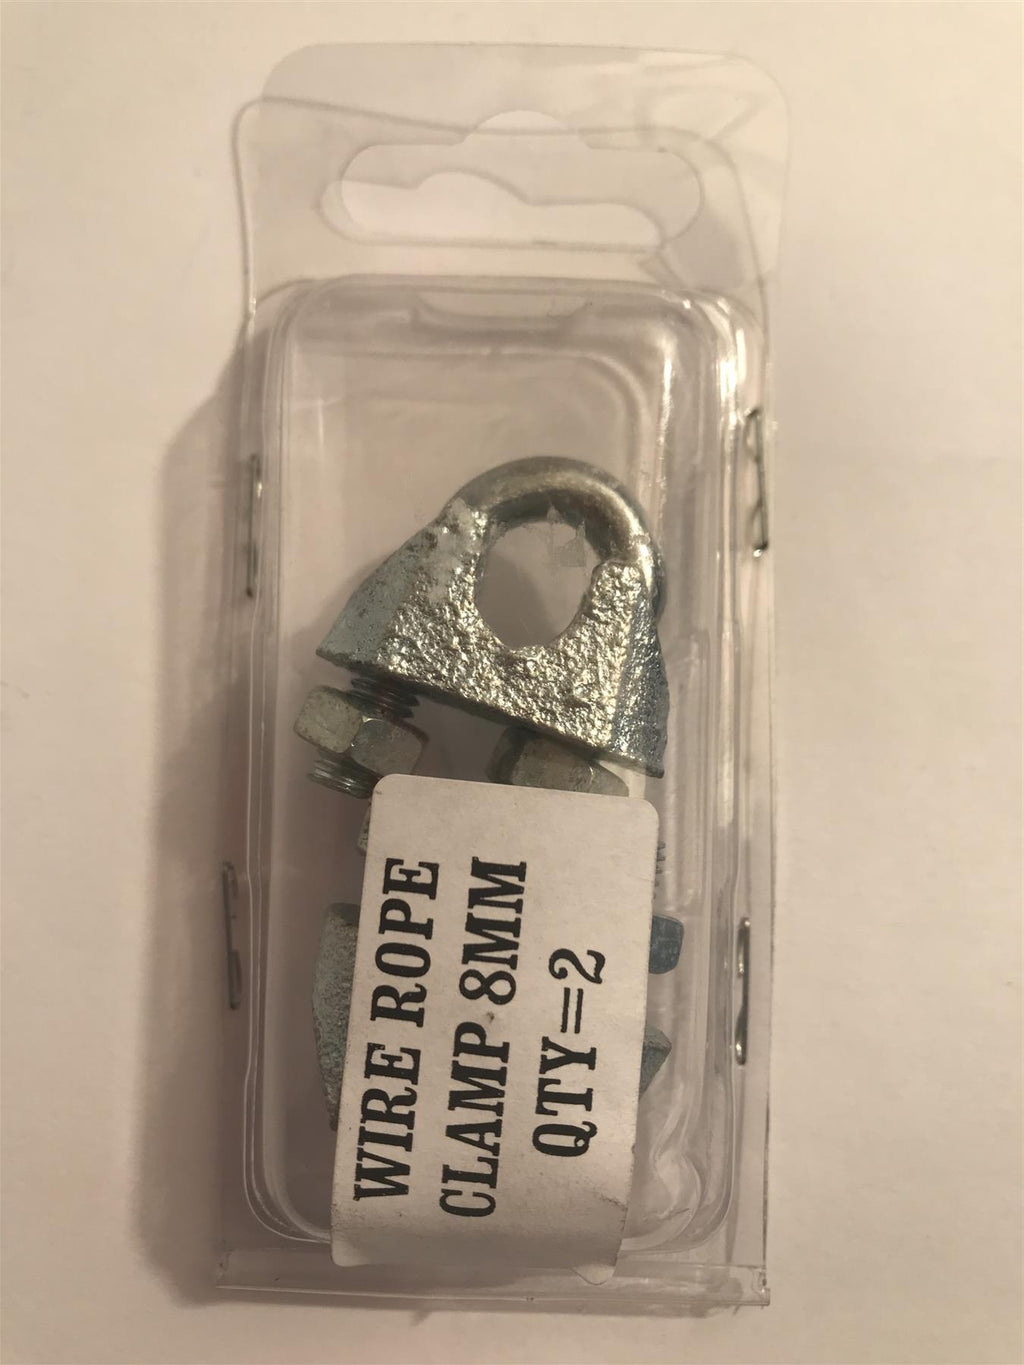 WIRE ROPE
CLAMP 8MM
QTY=2